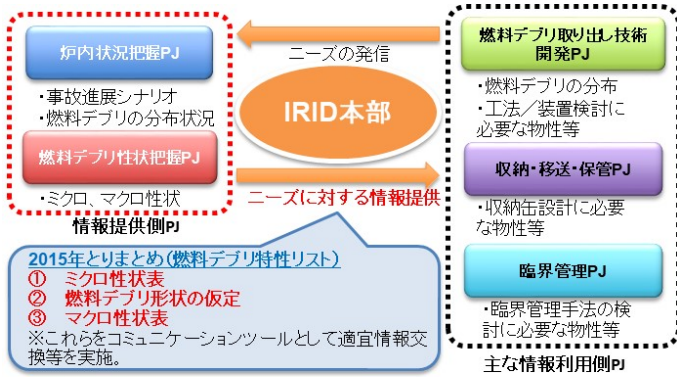 炉内状況把握PJ
・事故進展シナリオ
・燃料デブリの分布状況
燃料デブリ性状把握PJ
・ミクロ、マクロ性状
情報提供側PJ
ニーズの発信
IRID本部
ニーズに対する情報提供
燃料デブリ取り出し技術
開発PJ
・燃料デブリの分布
・工法／装置検討に
必要な物性等
収納・移送・保管PJ
・収納缶設計に必要
な物性等
臨界管理PJ
・臨界管理手法の検
討に必要な物性等
主な情報利用側PJ
2015年とりまとめ（燃料デブリ特性リスト）
① ミクロ性状表
② 燃料デブリ形状の仮定
③ マクロ性状表
※これらをコミュニケーションツールとして適宜情報交
換等を実施。